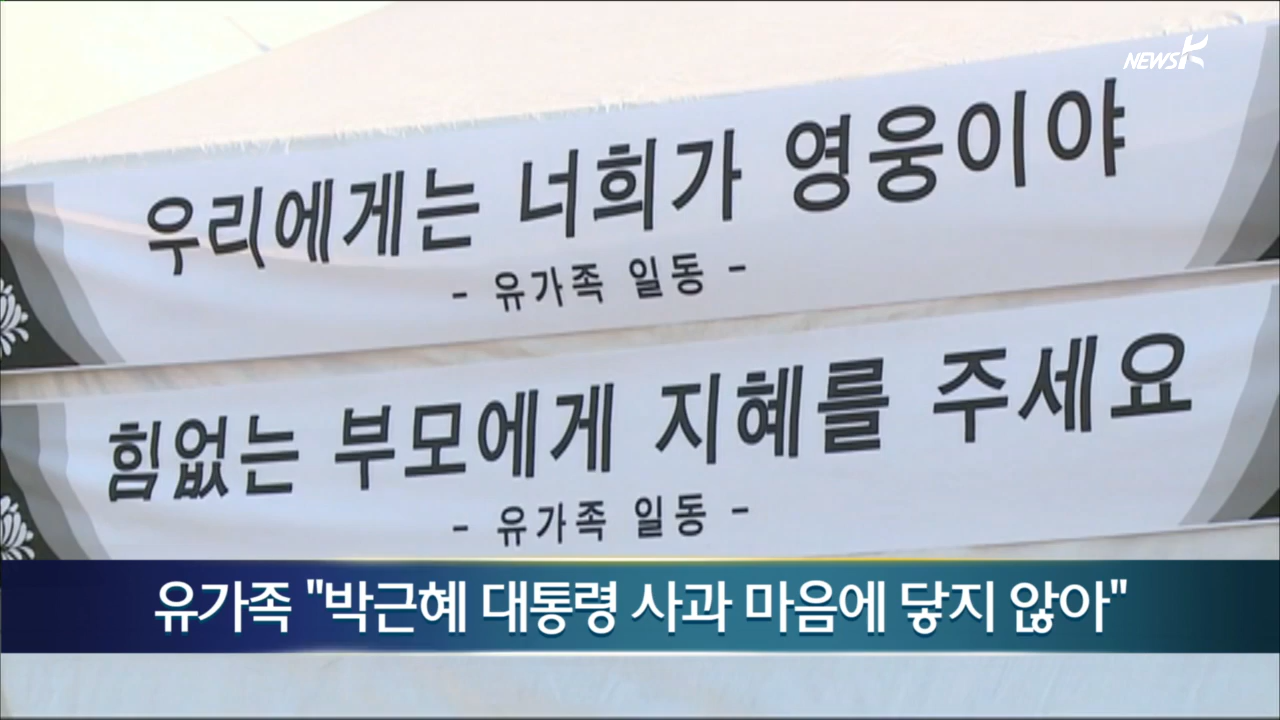 NEWSK
우리에게는 너희가 영웅이야
- 유가족 일동 -
힘없는 부모에게 지혜를 주세요
- 유가족 일동 -
유가족 "박근혜 대통령 사과 마음에 닿지 않아"